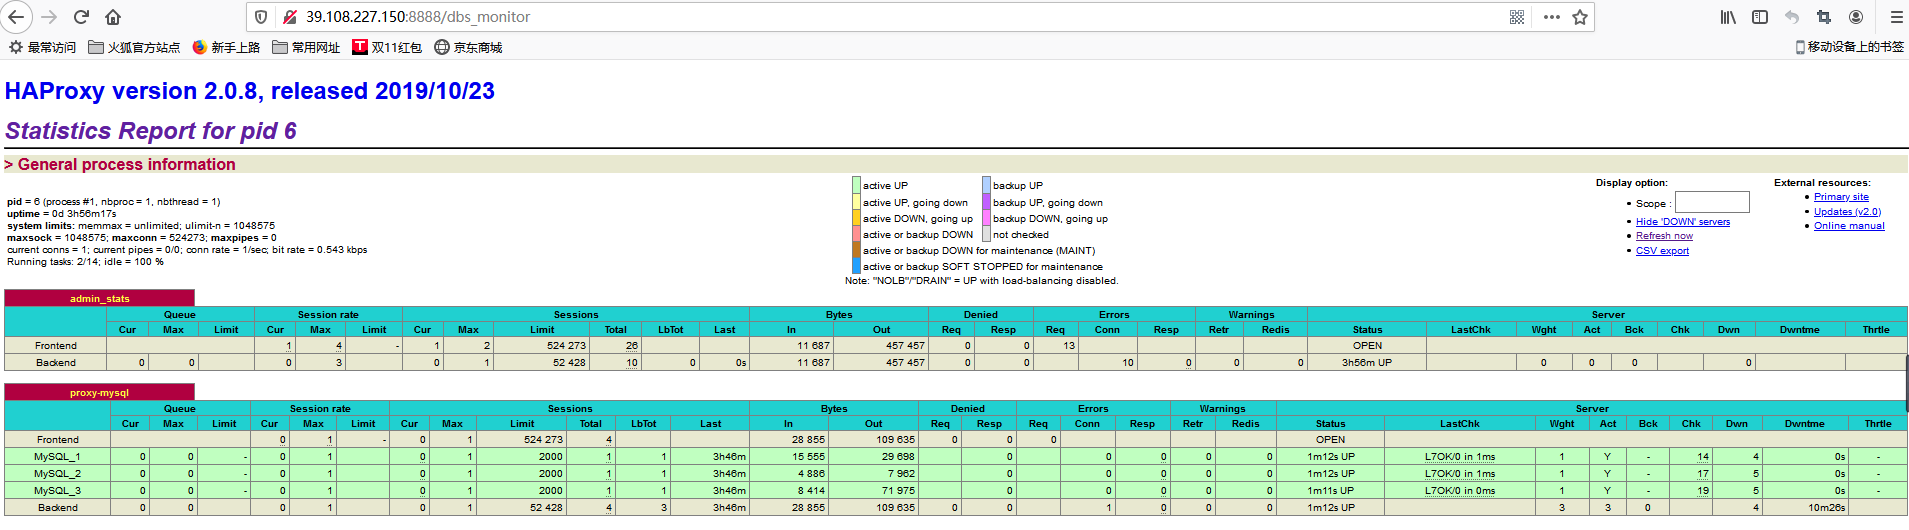 39.108.227.150:8888/dbs_monitor
最常访问 火狐官方站点 新手上路 常用网址 双11红包 京东商城 移动设备上的书签
HAProxy version 2.0.8, released 2019/10/23
Statistics Report for pid 6
> General process information
pid = 6 (process #1, nbproc = 1, nbthread = 1)
uptime = 0d 3h56m17s
system limits: memmax = unlimited; ulimit-n = 1048575
maxsock = 1048575; maxconn = 524273; maxpipes = 0
current conns = 1; current pipes = 0/0; conn rate = 1/sec; bit rate = 0.543 kbps
Running tasks: 2/14; idle = 100 %
active UP backup UP
active UP, going down backup UP, going down
active DOWN, going up backup DOWN, going up
active or backup DOWN not checked
active or backup DOWN for maintenance (MAINT)
active or backup SOFT STOPPED for maintenance
Note: "NOLB"/"DRAIN" = UP with load-balancing disabled.
Display option:
Scope :
Hide 'DOWN' servers
Refresh now
CSV export
External resources:
Primary site
Updates (v2.0)
Online manual
admin_stats
Queue Session rate Sessions Bytes Denied Errors Warnings Server
Cur Max Limit Cur Max Limit Cur Max Limit Total LbTot Last In Out Req Resp Req Conn Resp Retr Redis Status LastChk Wght Act Bck Chk Dwn Dwntme Thrtle
Frontend 1 4 - 1 2 524 273 26 11 687 457 457 0 0 13 OPEN
Backend 0 0 0 3 0 1 52 428 10 0 0s 11 687 457 457 0 0 10 0 0 0 3h56m UP 0 0 0 0
proxy-mysql
Queue Session rate Sessions Bytes Denied Errors Warnings Server
Cur Max Limit Cur Max Limit Cur Max Limit Total LbTot Last In Out Req Resp Req Conn Resp Retr Redis Status LastChk Wght Act Bck Chk Dwn Dwntme Thrtle
Frontend 0 1 - 0 1 524 273 4 28 855 109 635 0 0 0 OPEN
MySQL_1 0 0 - 0 1 0 1 2000 1 1 3h46m 15 555 29 698 0 0 0 0 0 1m12s UP L7OK/0 in 1ms 1 Y - 14 4 0s -
MySQL_2 0 0 - 0 1 0 1 2000 1 1 3h46m 4 886 7 962 0 0 0 0 0 1m12s UP L7OK/0 in 1ms 1 Y - 17 5 0s -
MySQL_3 0 0 - 0 1 0 1 2000 1 1 3h46m 8 414 71 975 0 0 0 0 0 1m11s UP L7OK/0 in 0ms 1 Y - 19 5 0s -
Backend 0 0 0 1 0 1 52 428 4 3 3h46m 28 855 109 635 0 0 1 0 0 0 1m12s UP 3 3 0 4 10m26s